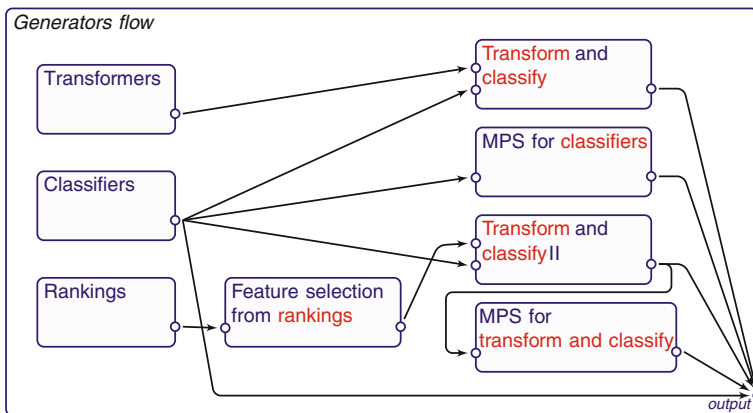 Generators flow
Transformers
Classifiers
Rankings
Feature selection
from rankings
Transform and
classify
MPS for classifiers
Transform and
classify II
MPS for
transform and classify
output